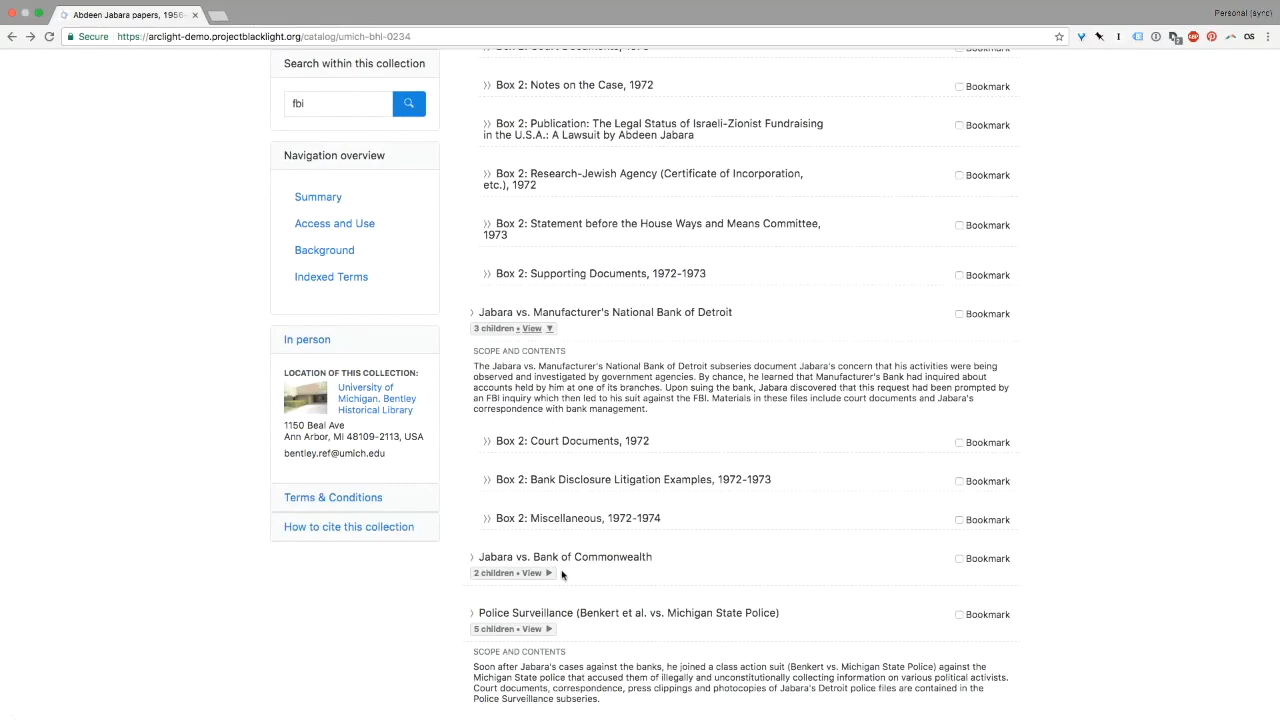 Abdeen Jabara papers, 1956-
Personal (sync)
Secure https://arclight-demo.projectblacklight.org/catalog/umich-bhl-0234
Search within this collection
fbi
Navigation overview
Summary
Access and Use
Background
Indexed Terms
In person
LOCATION OF THIS COLLECTION:
University of
Michigan. Bentley
Historical Library
1150 Beal Ave
Ann Arbor, MI 48109-2113, USA
bentley.ref@umich.edu
Terms & Conditions
How to cite this collection
Bookmark
Box 2: Notes on the Case, 1972
Bookmark
Box 2: Publication: The Legal Status of Israeli-Zionist Fundraising
in the U.S.A.: A Lawsuit by Abdeen Jabara
Bookmark
Box 2: Research-Jewish Agency (Certificate of Incorporation,
etc.), 1972
Bookmark
Box 2: Statement before the House Ways and Means Committee,
1973
Bookmark
Box 2: Supporting Documents, 1972-1973
Bookmark
Jabara vs. Manufacturer's National Bank of Detroit
Bookmark
3 children • View ▼
SCOPE AND CONTENTS
The Jabara vs. Manufacturer's National Bank of Detroit subseries document Jabara's concern that his activities were being
observed and investigated by government agencies. By chance, he learned that Manufacturer's Bank had inquired about
accounts held by him at one of its branches. Upon suing the bank, Jabara discovered that this request had been prompted by
an FBI inquiry which then led to his suit against the FBI. Materials in these files include court documents and Jabara's
correspondence with bank management.
Box 2: Court Documents, 1972
Bookmark
Box 2: Bank Disclosure Litigation Examples, 1972-1973
Bookmark
Box 2: Miscellaneous, 1972-1974
Bookmark
Jabara vs. Bank of Commonwealth
Bookmark
2 children • View ▶
Police Surveillance (Benkert et al. vs. Michigan State Police)
Bookmark
5 children • View ▶
SCOPE AND CONTENTS
Soon after Jabara's cases against the banks, he joined a class action suit (Benkert vs. Michigan State Police) against the
Michigan State police that accused them of illegally and unconstitutionally collecting information on various political activists.
Court documents, correspondence, press clippings and photocopies of Jabara's Detroit police files are contained in the
Police Surveillance subseries.